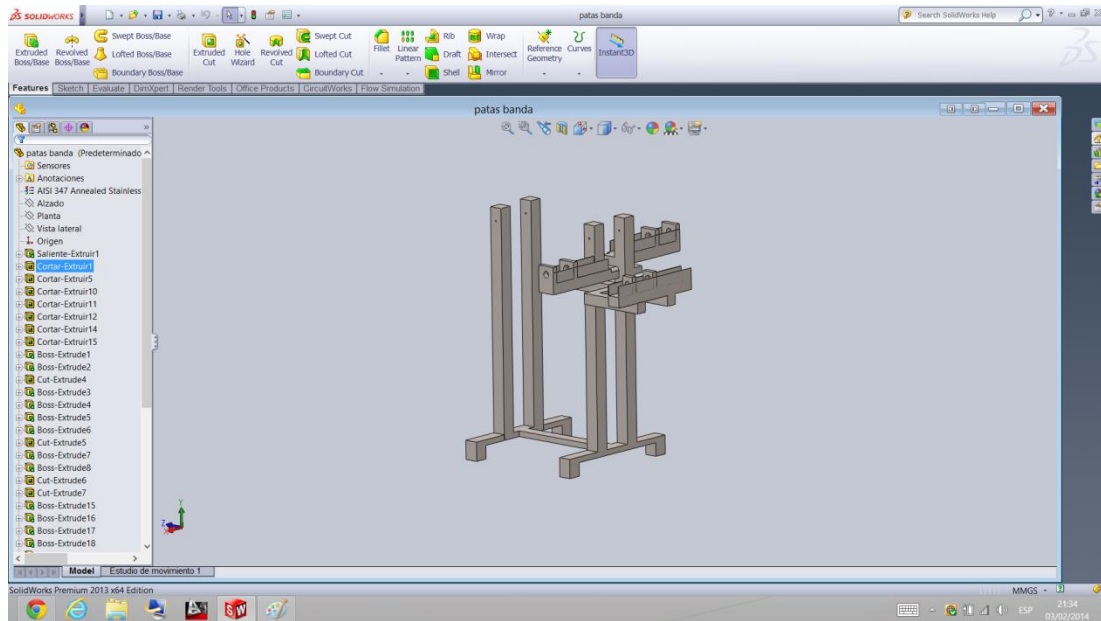 SOLIDWORKS
patas banda
Search SolidWorks Help
Extruded Boss/Base
Revolved Boss/Base
Swept Boss/Base
Lofted Boss/Base
Boundary Boss/Base
Extruded Cut
Hole Wizard
Revolved Cut
Swept Cut
Lofted Cut
Boundary Cut
Fillet
Linear Pattern
Rib
Draft
Shell
Wrap
Intersect
Mirror
Reference Geometry
Curves
Instant3D
Features Sketch Evaluate DimXpert Render Tools Office Products CircuitWorks Flow Simulation
patas banda
patas banda (Predeterminado
Sensores
Anotaciones
AISI 347 Annealed Stainless
Alzado
Planta
Vista lateral
Origen
Saliente-Extruir1
Cortar-Extruir1
Cortar-Extruir5
Cortar-Extruir10
Cortar-Extruir11
Cortar-Extruir12
Cortar-Extruir14
Cortar-Extruir15
Boss-Extrude1
Boss-Extrude2
Cut-Extrude4
Boss-Extrude3
Boss-Extrude4
Boss-Extrude5
Boss-Extrude6
Cut-Extrude5
Boss-Extrude7
Boss-Extrude8
Cut-Extrude6
Cut-Extrude7
Boss-Extrude15
Boss-Extrude16
Boss-Extrude17
Boss-Extrude18
Y
Z
X
Model Estudio de movimiento 1
SolidWorks Premium 2013 x64 Edition
MMGS
ESP
21:34
03/02/2014